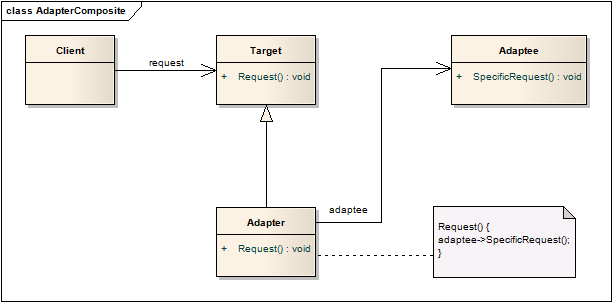 class AdapterComposite
Client
request
Target
+ Request() : void
Adaptee
+ SpecificRequest() : void
Adapter
+ Request() : void
adaptee
Request() {
adaptee->SpecificRequest();
}